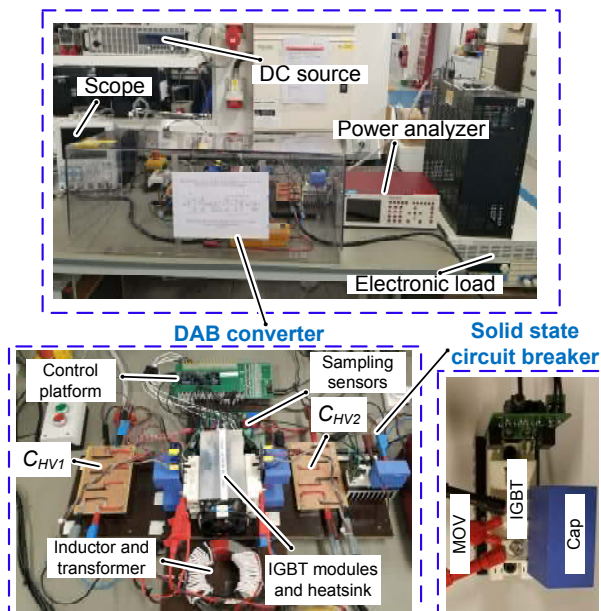 DC source
Scope
Power analyzer
Electronic load
DAB converter
Solid state
circuit breaker
Control
platform
Sampling
sensors
CHV1
CHV2
Inductor and
transformer
IGBT modules
and heatsink
MOV
IGBT
Cap